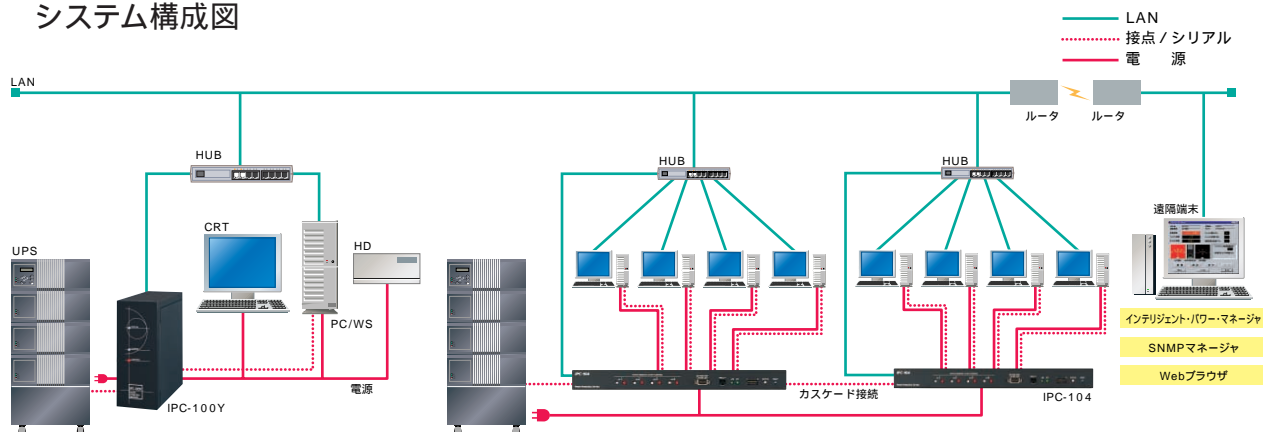 システム構成図
LAN
接点 / シリアル
電 源
LAN
ルータ ルータ
HUB
HUB
HUB
遠隔端末
CRT
UPS
HD
PC/WS
インテリジェント・パワー・マネージャ
SNMPマネージャ
Webブラウザ
電源
カスケード接続
IPC-100Y
IPC-104